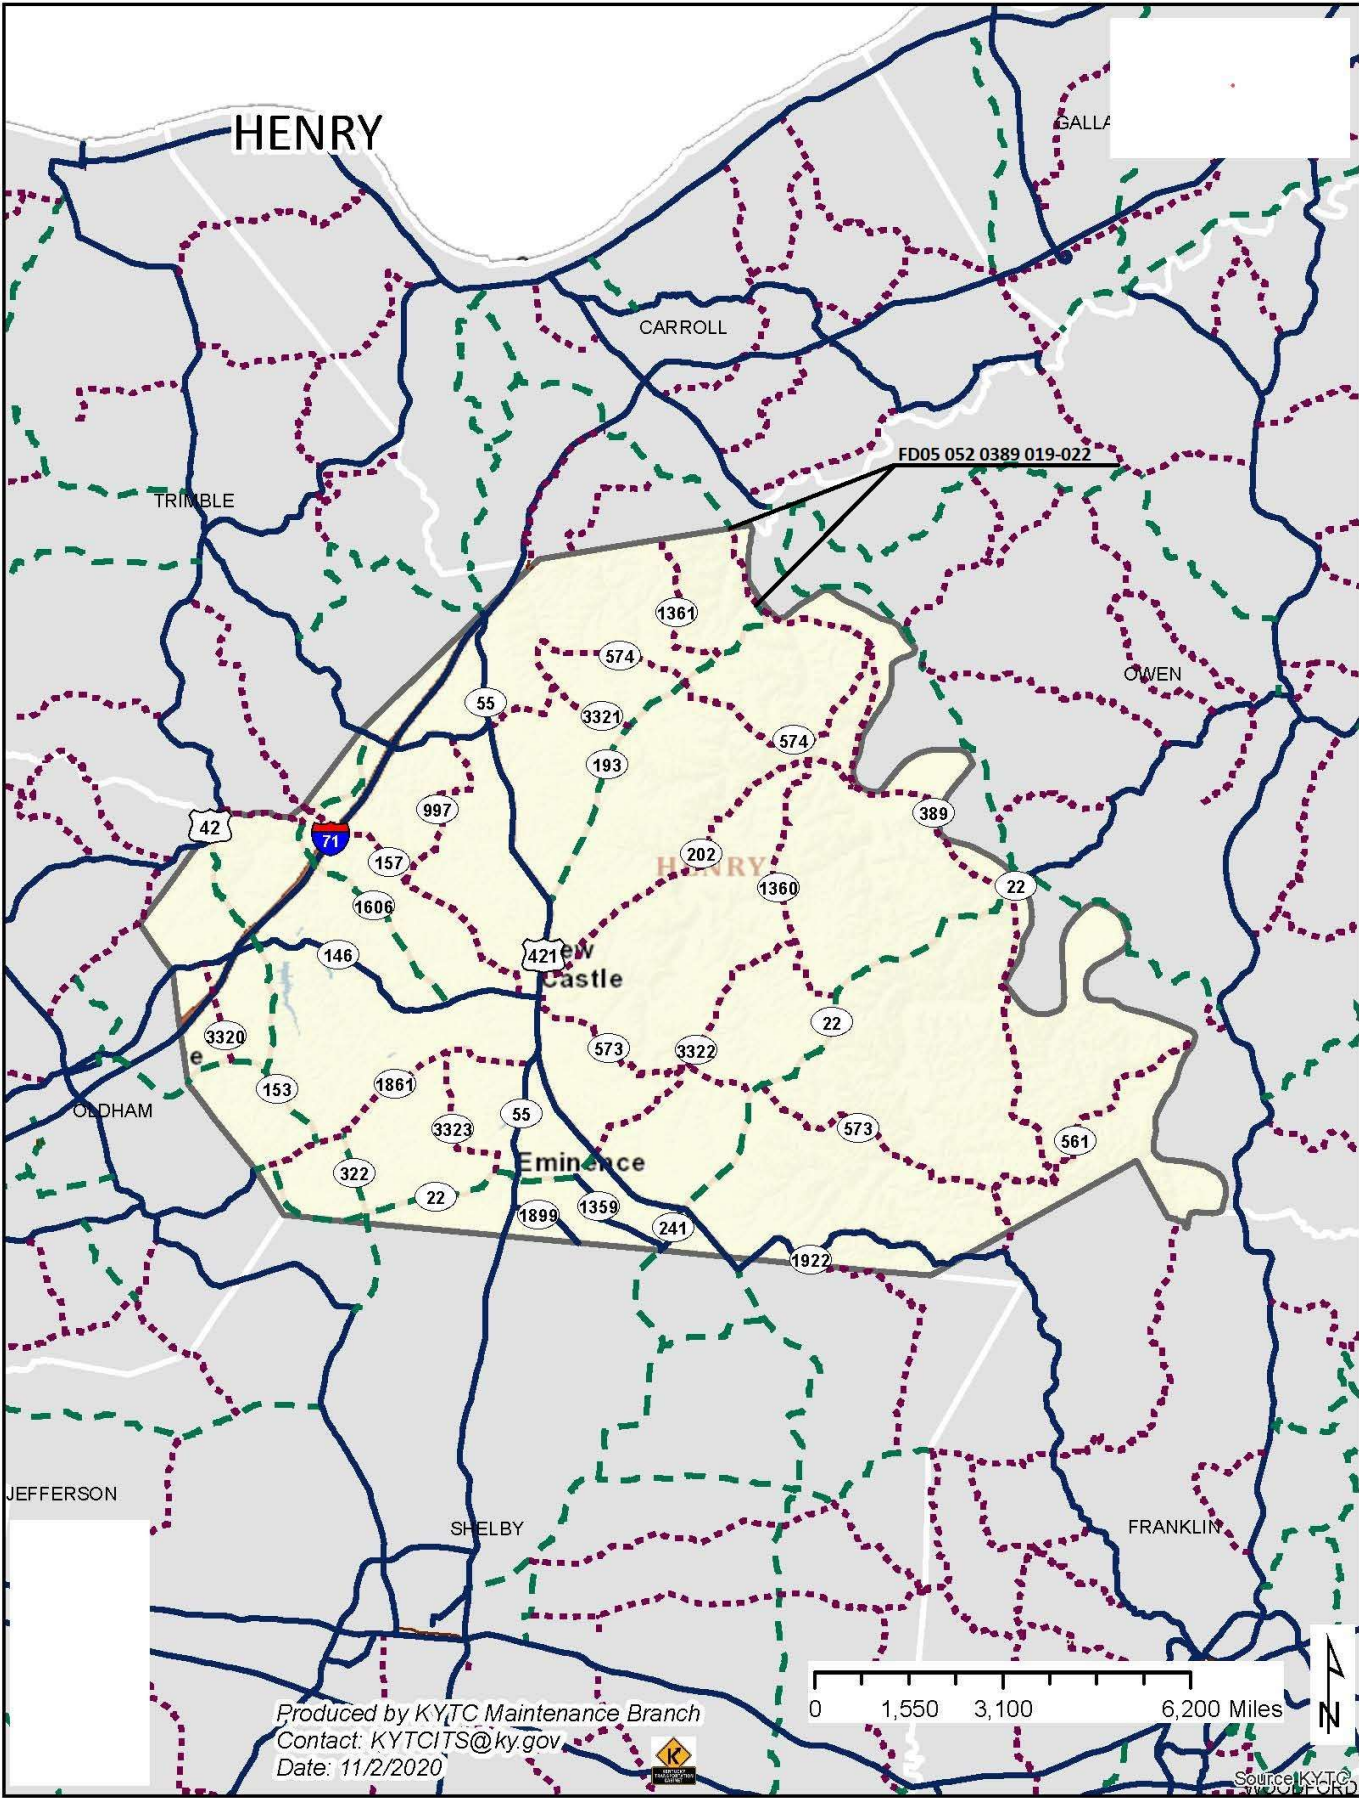 HENRY
GALLA
CARROLL
FD05 052 0389 019-022
TRIMBLE
1361
574
OWEN
55
3321
574
193
997
389
42
71
157
202
HENRY
22
1360
1606
421
ew
146
Castle
22
3320
573
3322
e
153
1861
OLDHAM
55
3323
573
561
Eminence
322
22
1899
1359
241
1922
JEFFERSON
SHELBY
FRANKLIN
0 1,550 3,100 6,200 Miles
N
Produced by KYTC Maintenance Branch
Contact: KYTCITS@ky.gov
Date: 11/2/2020
K
Source:KYTC
WOODFORD